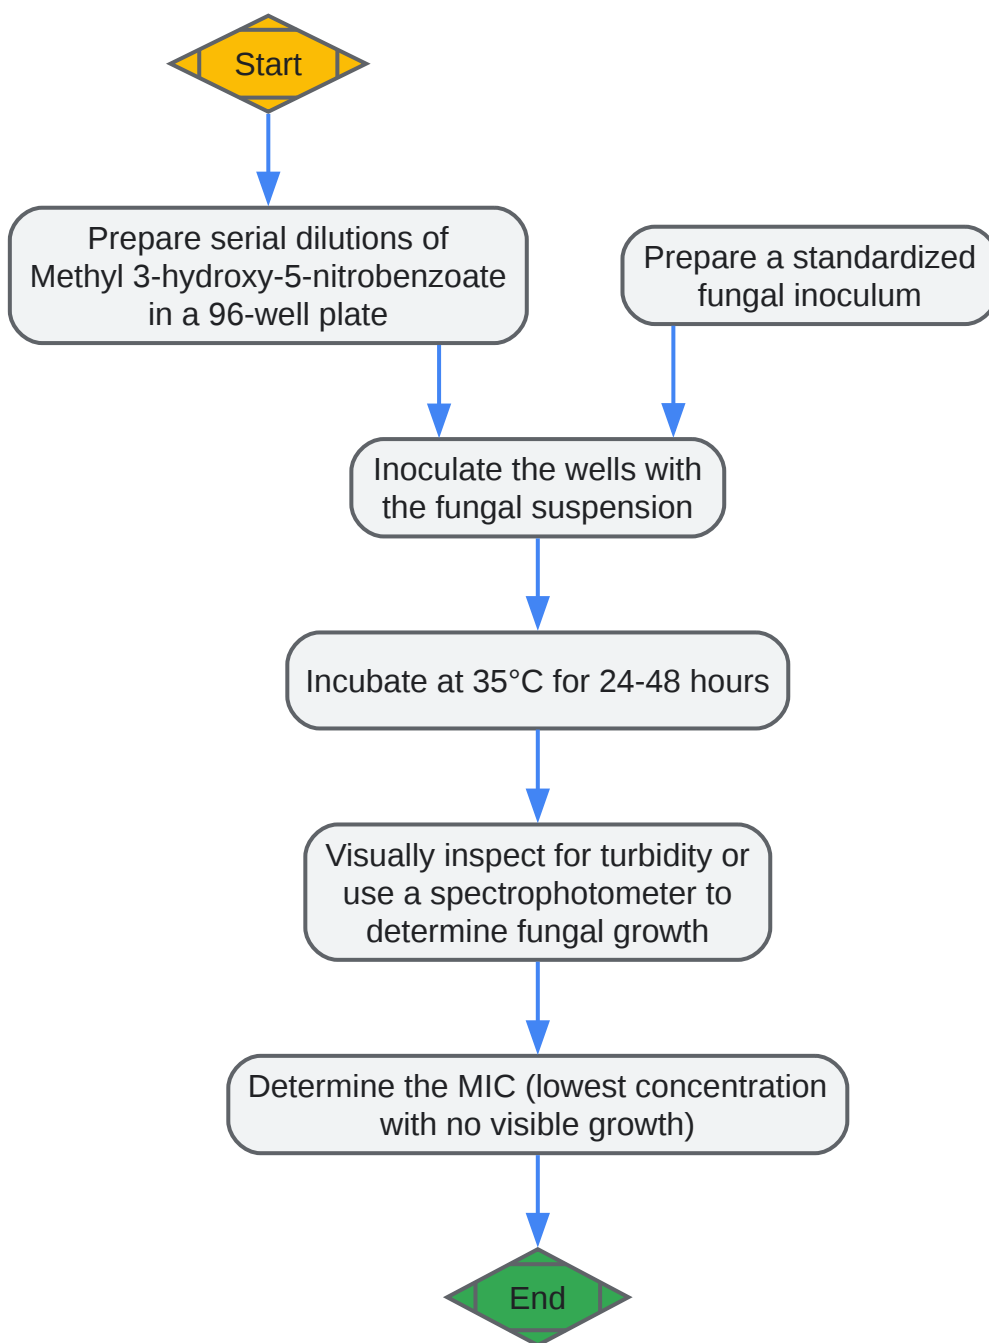 Start
Prepare serial dilutions of
Methyl 3-hydroxy-5-nitrobenzoate
in a 96-well plate
Prepare a standardized
fungal inoculum
Inoculate the wells with
the fungal suspension
Incubate at 35°C for 24-48 hours
Visually inspect for turbidity or
use a spectrophotometer to
determine fungal growth
Determine the MIC (lowest concentration
with no visible growth)
End